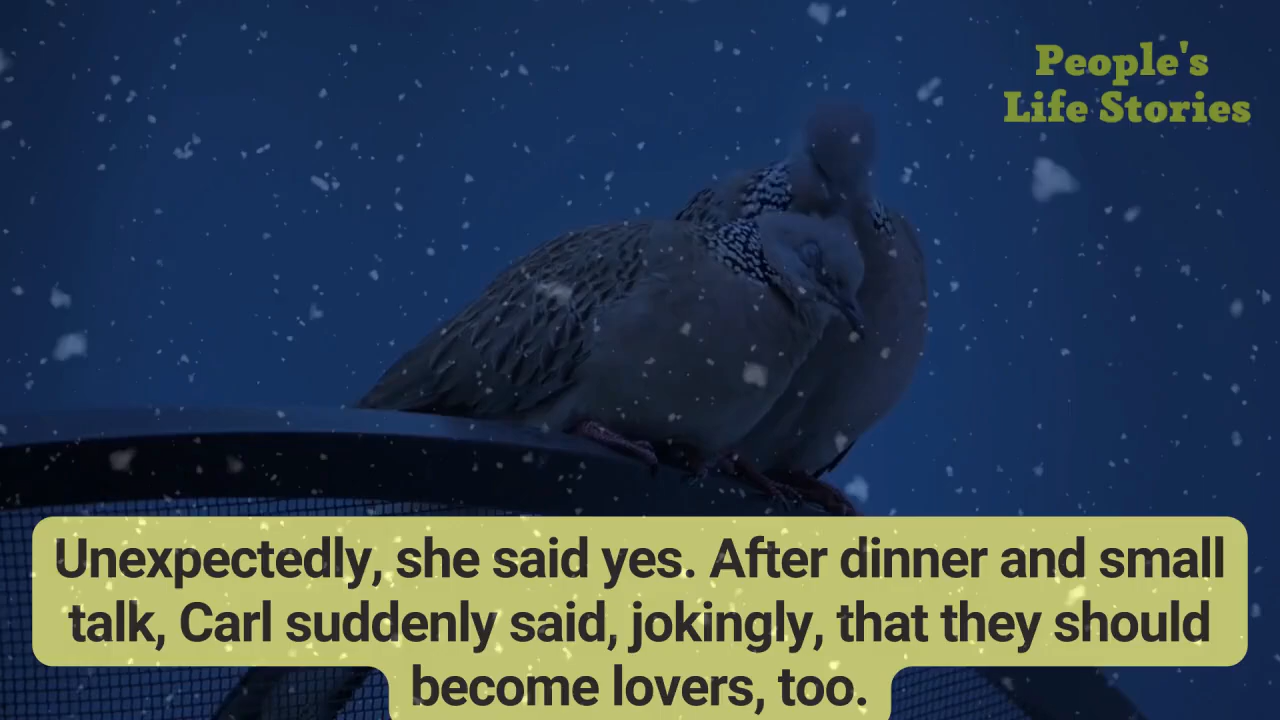 People's
Life Stories
Unexpectedly, she said yes. After dinner and small
talk, Carl suddenly said, jokingly, that they should
become lovers, too.